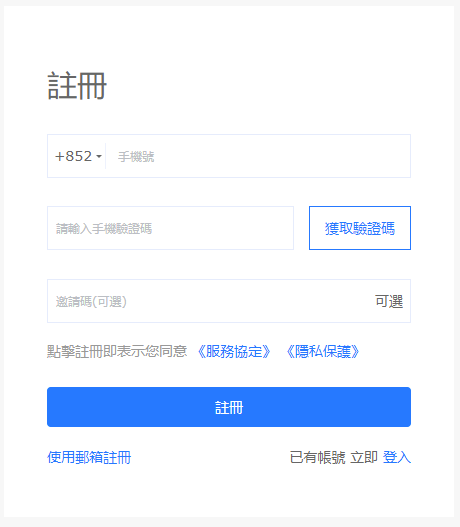 註冊
+852 手機號
請輸入手機驗證碼 獲取驗證碼
邀請碼(可選) 可選
點擊註冊即表示您同意 《服務協定》 《隱私保護》
註冊
使用郵箱註冊 已有帳號 立即 登入